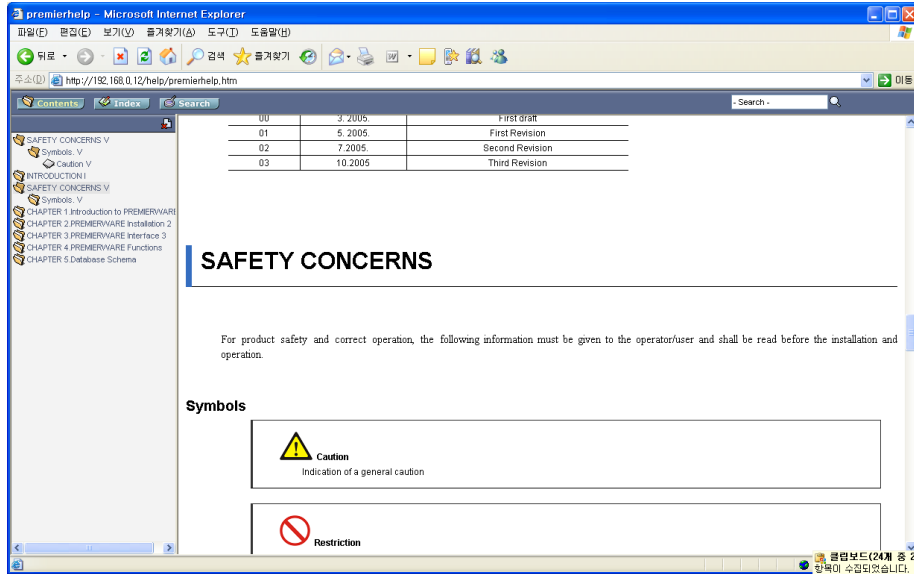 premierhelp - Microsoft Internet Explorer
파일(F) 편집(E) 보기(V) 즐겨찾기(A) 도구(T) 도움말(H)
뒤로 검색 즐겨찾기
주소(D) http://192.168.0.12/help/premierhelp.htm 이동
Contents Index Search - Search -
SAFETY CONCERNS V
Symbols. V
Caution V
INTRODUCTION I
SAFETY CONCERNS V
Symbols. V
CHAPTER 1.Introduction to PREMIERWARE
CHAPTER 2.PREMIERWARE Installation 2
CHAPTER 3.PREMIERWARE Interface 3
CHAPTER 4.PREMIERWARE Functions
CHAPTER 5.Database Schema
00 3. 2005. First draft
01 5. 2005. First Revision
02 7.2005. Second Revision
03 10.2005 Third Revision
SAFETY CONCERNS
For product safety and correct operation, the following information must be given to the operator/user and shall be read before the installation and
operation.
Symbols
Caution
Indication of a general caution
Restriction
클립보드(24개 중 2
항목이 수집되었습니다.